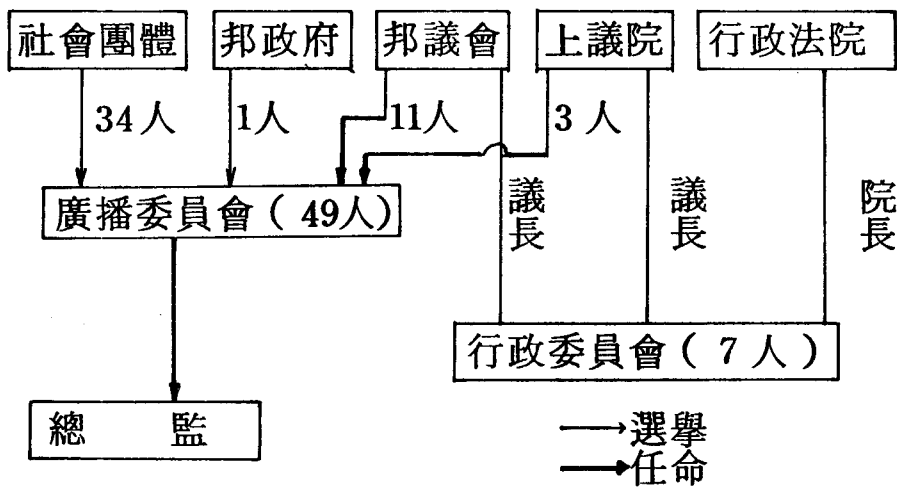 社會團體 邦政府 邦議會 上議院 行政法院
34人 1人 11人 3人
廣播委員會(49人)
議長 議長 院長
行政委員會(7人)
總監
選舉
任命